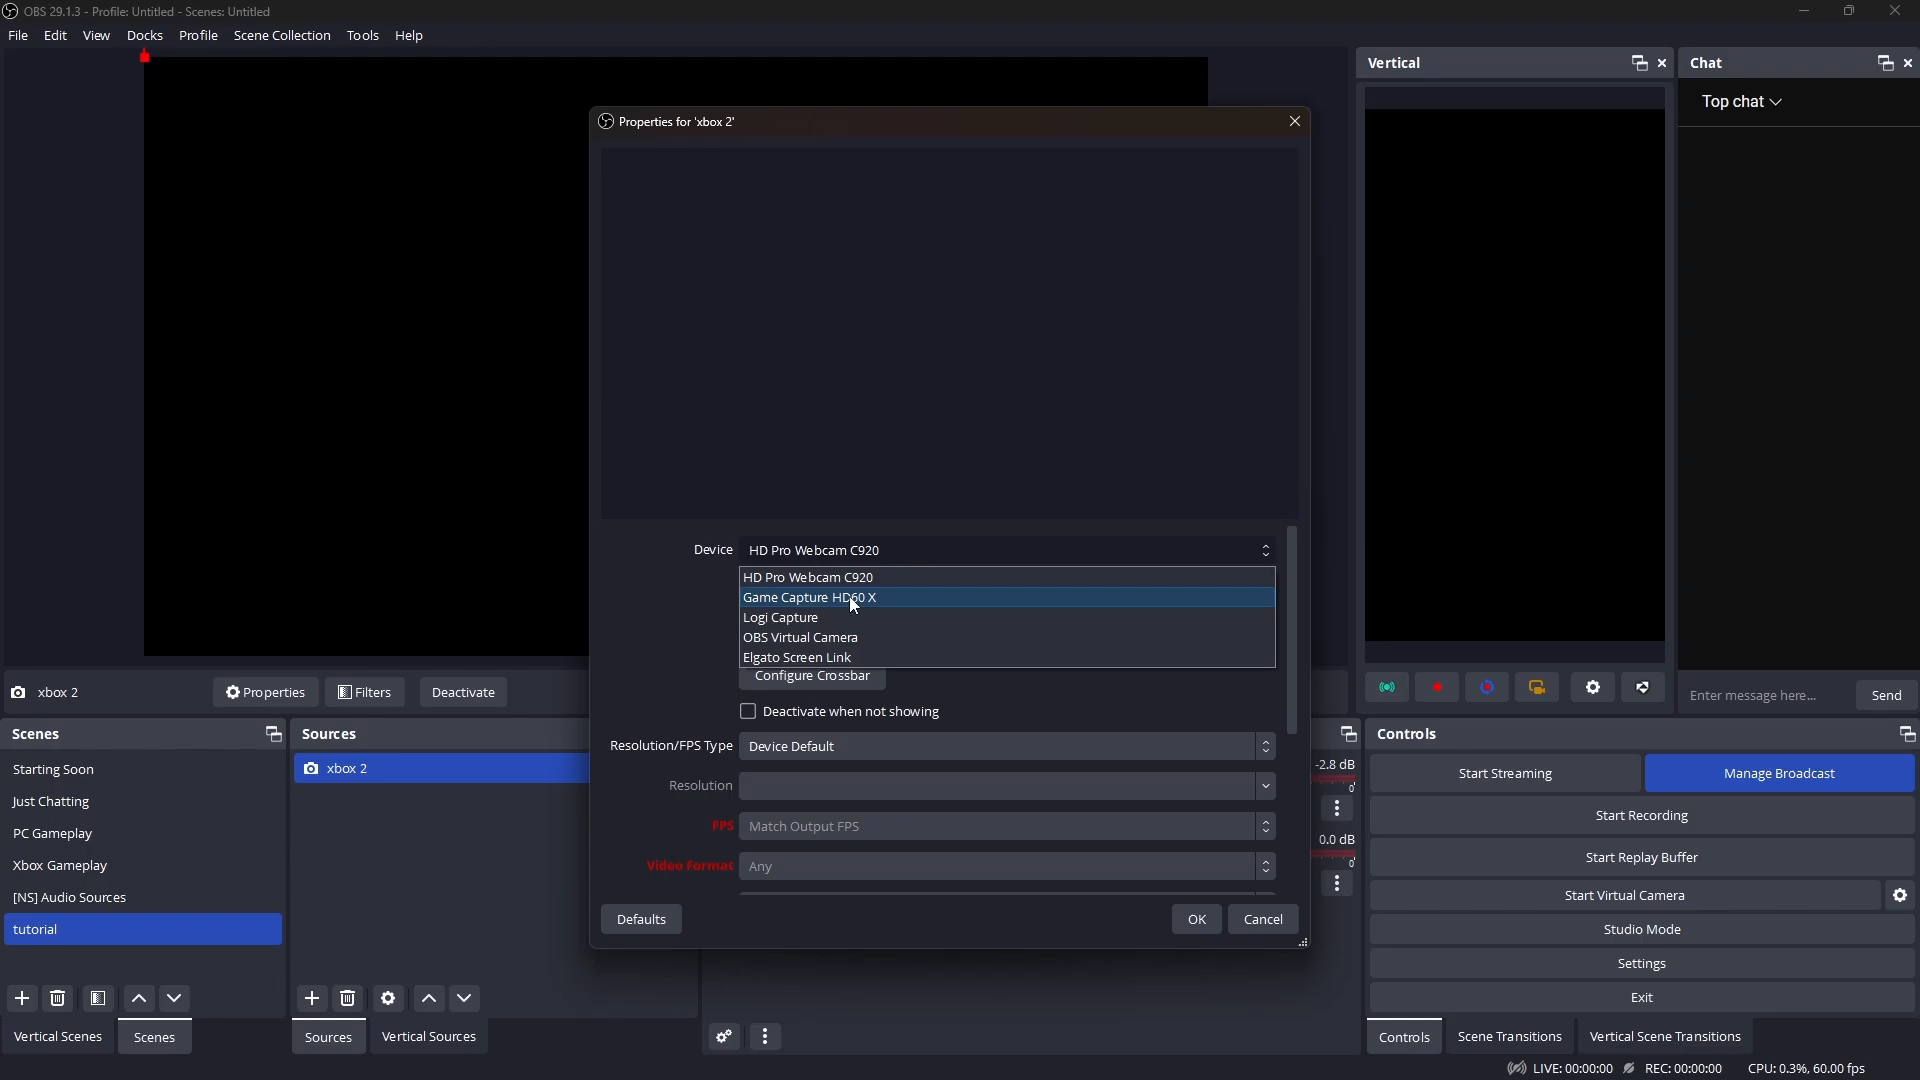 OBS 29.1.3 - Profile: Untitled - Scenes: Untitled
File Edit View Docks Profile Scene Collection Tools Help
Vertical
Chat
Top chat
Properties for 'xbox 2'
Device HD Pro Webcam C920
HD Pro Webcam C920
Game Capture HD60 X
Logi Capture
OBS Virtual Camera
Elgato Screen Link
Configure Crossbar
Deactivate when not showing
Resolution/FPS Type Device Default
Resolution
FPS Match Output FPS
Video Format Any
Defaults OK Cancel
xbox 2 Properties Filters Deactivate
Enter message here... Send
Scenes
Starting Soon
Just Chatting
PC Gameplay
Xbox Gameplay
[NS] Audio Sources
tutorial
Vertical Scenes Scenes
Sources
xbox 2
Sources Vertical Sources
-2.8 dB
0
0.0 dB
0
Controls
Start Streaming Manage Broadcast
Start Recording
Start Replay Buffer
Start Virtual Camera
Studio Mode
Settings
Exit
Controls Scene Transitions Vertical Scene Transitions
LIVE: 00:00:00 REC: 00:00:00 CPU: 0.3%, 60.00 fps